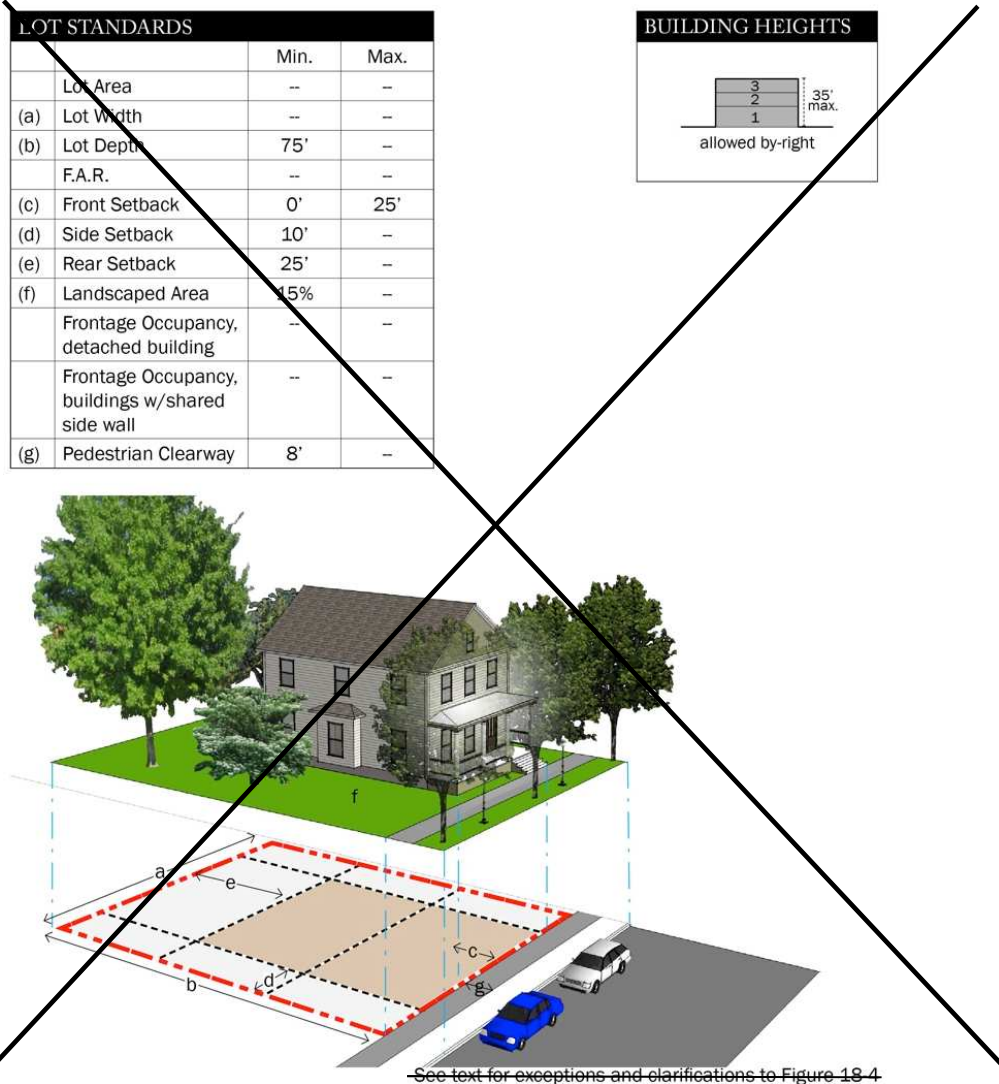 LOT STANDARDS
Min. Max.
Lot Area -- --
(a) Lot Width -- --
(b) Lot Depth 75' --
F.A.R. -- --
(c) Front Setback 0' 25'
(d) Side Setback 10' --
(e) Rear Setback 25' --
(f) Landscaped Area 15% --
Frontage Occupancy, -- --
detached building
Frontage Occupancy, -- --
buildings w/shared
side wall
(g) Pedestrian Clearway 8' --
BUILDING HEIGHTS
3
2
1
35'
max.
allowed by-right
f
a
e
c
d
g
b
See text for exceptions and clarifications to Figure 18-4